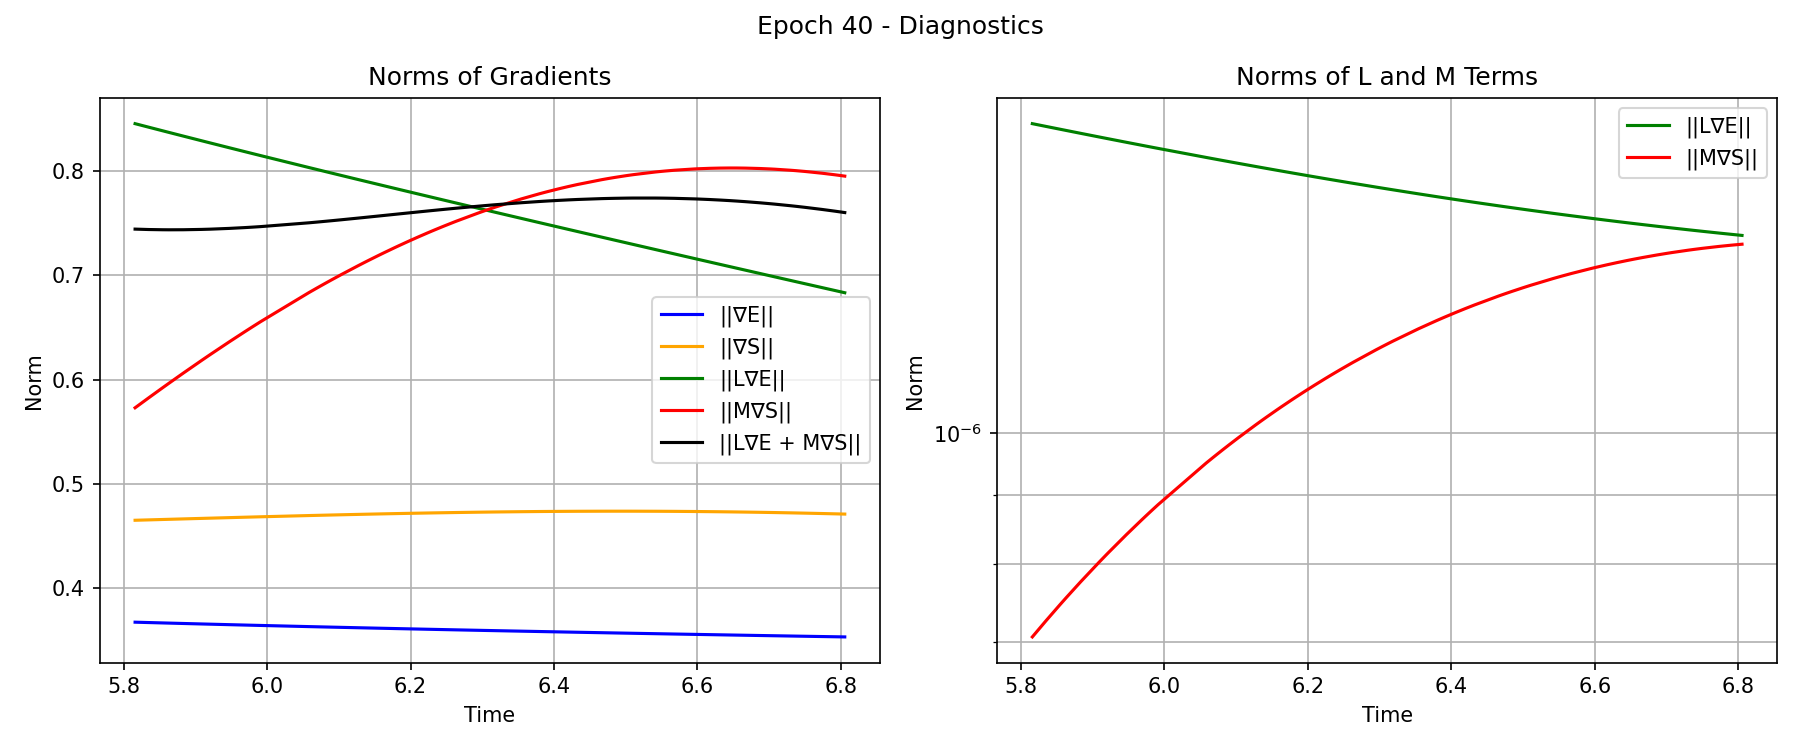 Epoch 40 - Diagnostics
Norms of Gradients
0.8
0.7
0.6
0.5
0.4
Norm
5.8 6.0 6.2 6.4 6.6 6.8
Time
||∇E||
||∇S||
||L∇E||
||M∇S||
||L∇E + M∇S||
Norms of L and M Terms
10⁻⁶
Norm
5.8 6.0 6.2 6.4 6.6 6.8
Time
||L∇E||
||M∇S||